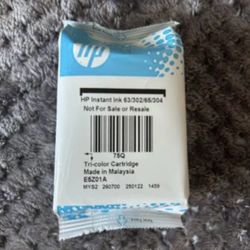 hp
HP Instant Ink 63/302/65/304
Not For Sale or Resale
75Q
Tri-color Cartridge
Made in Malaysia
E5Z01A
MYS2 260700 250122 1459